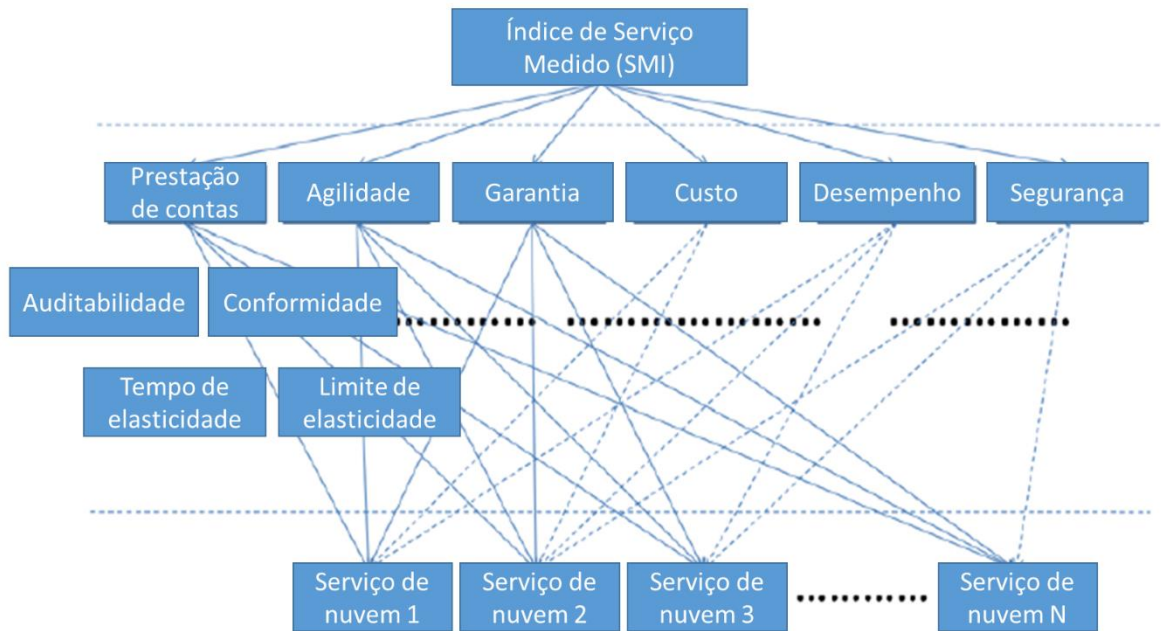 Índice de Serviço
Medido (SMI)
Prestação
de contas
Agilidade
Garantia
Custo
Desempenho
Segurança
Auditabilidade
Conformidade
Tempo de
elasticidade
Limite de
elasticidade
Serviço de
nuvem 1
Serviço de
nuvem 2
Serviço de
nuvem 3
Serviço de
nuvem N